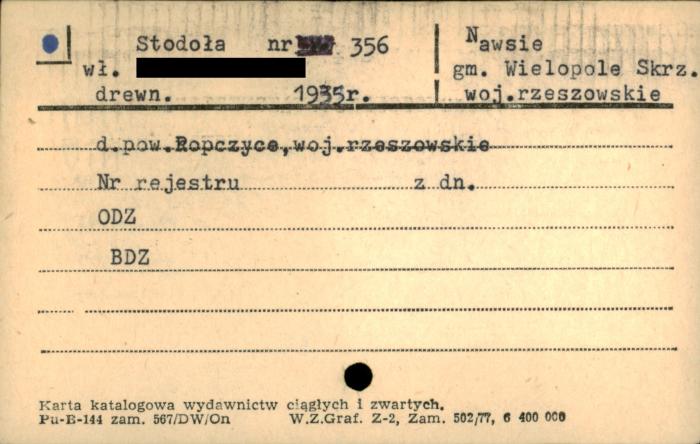 Stodoła nr 356 Nawsie
wł. gm. Wielopole Skrz.
drewn. 1935r. woj.rzeszowskie
d.pow.Ropczyce,woj.rzeszowskie
Nr rejestru z dn.
ODZ
BDZ
Karta katalogowa wydawnictw ciągłych i zwartych.
Pu-B-144 zam. 567/DW/On W.Z.Graf. Z-2, Zam. 502/77, 6 400 000